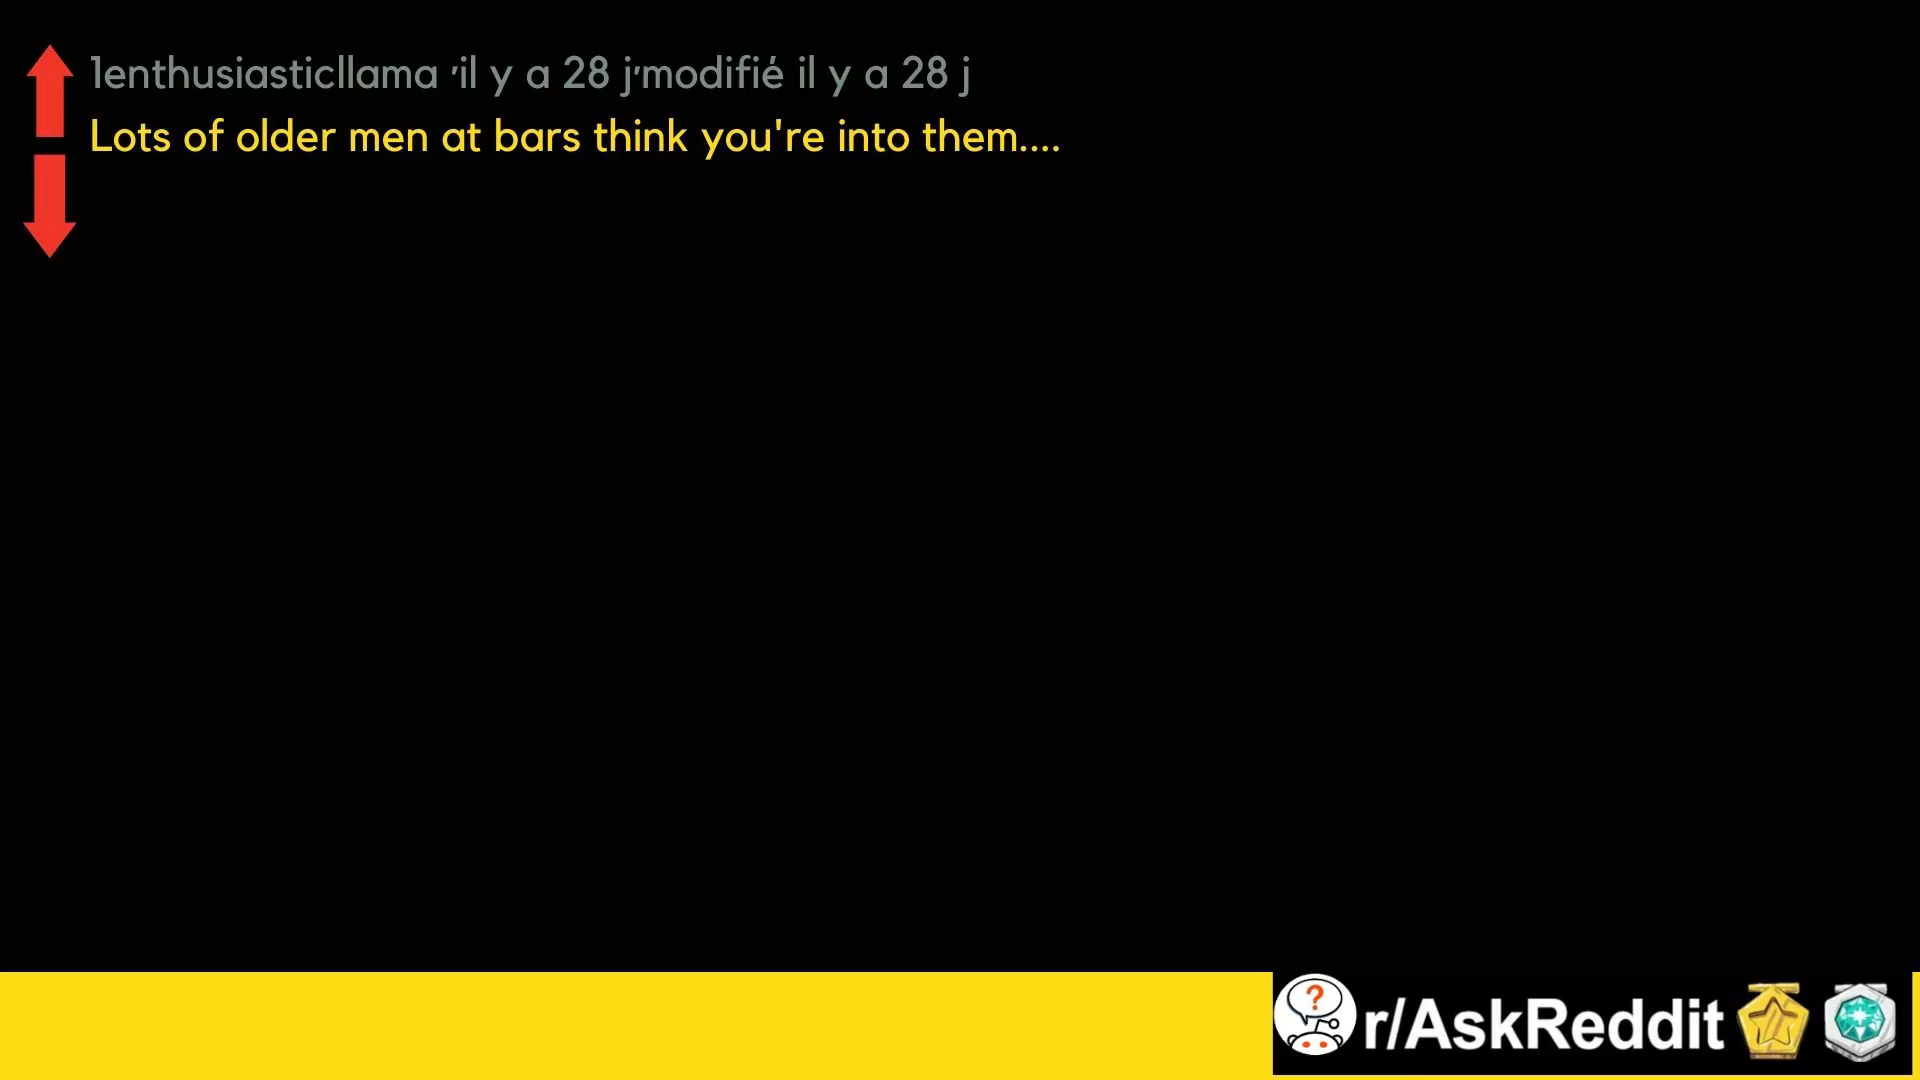 1enthusiasticllama ·il y a 28 j·modifié il y a 28 j
Lots of older men at bars think you're into them....
r/AskReddit